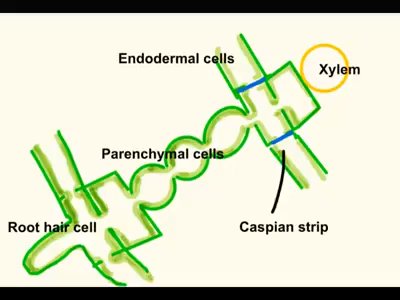 Endodermal cells
Xylem
Parenchymal cells
Root hair cell
Caspian strip